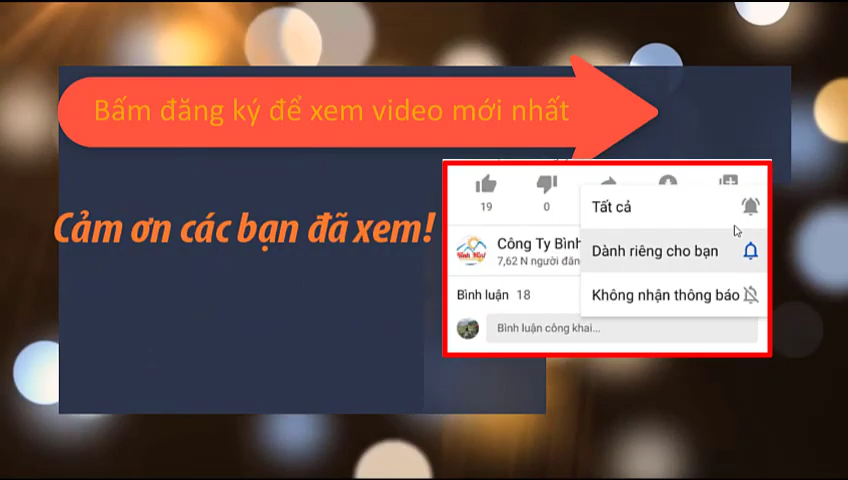 Bấm đăng ký để xem video mới nhất
Cảm ơn các bạn đã xem!
19
0
Tất cả
Công Ty Bình
7,62 N người đăn
Dành riêng cho bạn
Bình luận 18
Không nhận thông báo
Bình luận công khai...